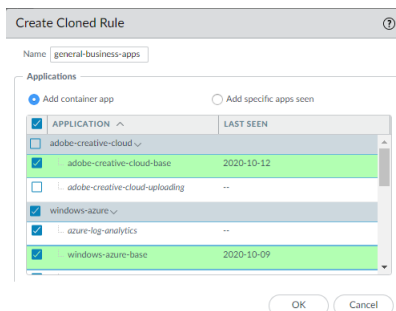 Create Cloned Rule
Name general-business-apps
Applications
Add container app Add specific apps seen
APPLICATION LAST SEEN
adobe-creative-cloud
adobe-creative-cloud-base 2020-10-12
adobe-creative-cloud-uploading --
windows-azure
azure-log-analytics --
windows-azure-base 2020-10-09
OK Cancel